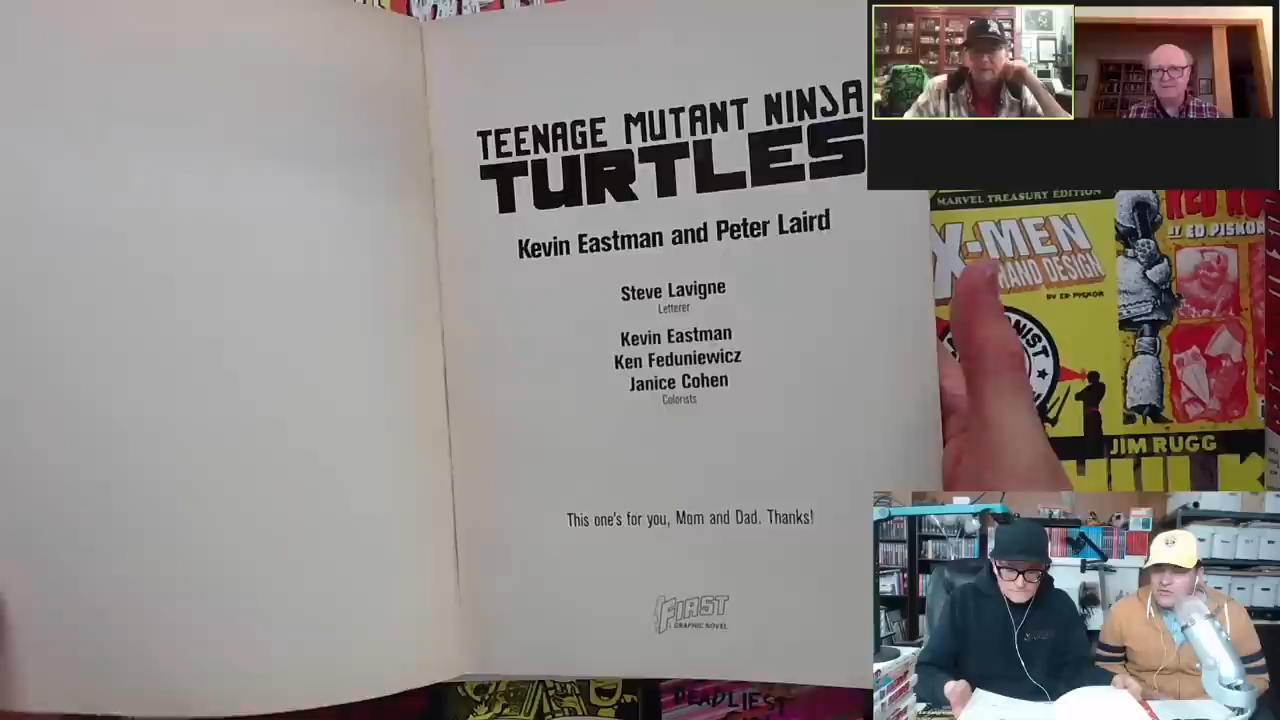 TEENAGE MUTANT NINJA
TURTLES
Kevin Eastman and Peter Laird
Steve Lavigne
Letterer
Kevin Eastman
Ken Feduniewicz
Janice Cohen
Colorists
This one's for you, Mom and Dad. Thanks!
FIRST
GRAPHIC NOVEL
MARVEL TREASURY EDITION
X-MEN
BY ED PISKOR
AND DESIGN
BY ED PISKOR
JIM RUGG
HULK
DEADLIEST